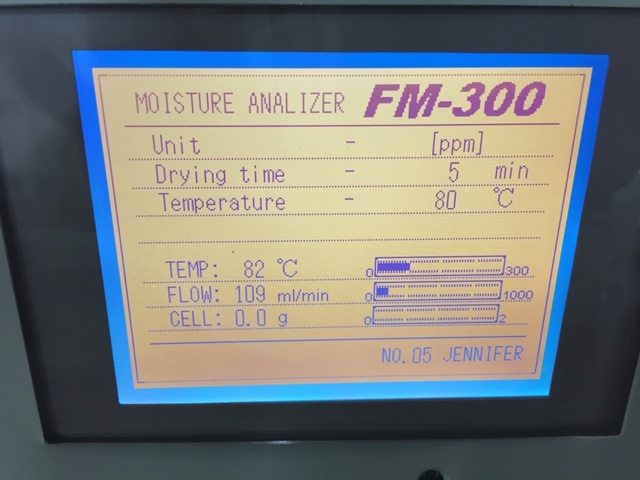 MOISTURE ANALIZER FM-300
Unit - [ppm]
Drying time - 5 min
Temperature - 80 °C
TEMP: 82 °C 0 300
FLOW: 109 ml/min 0 1000
CELL: 0.0 g 0 2
NO.05 JENNIFER